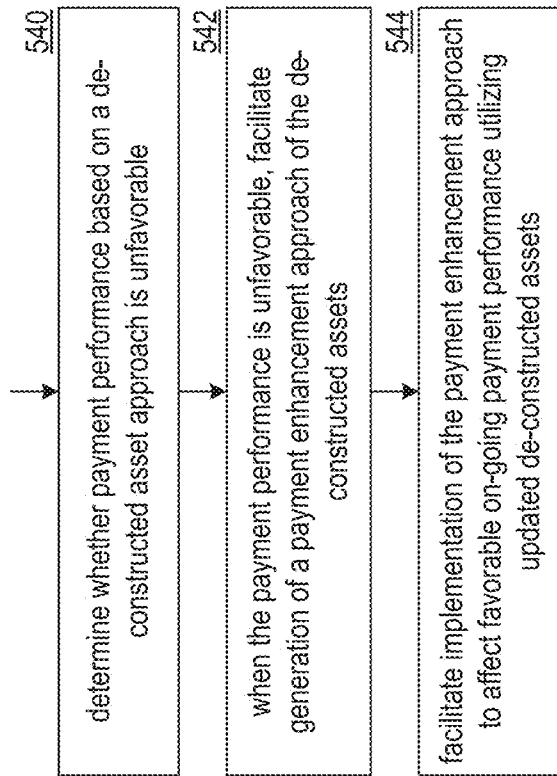 540
determine whether payment performance based on a de-
constructed asset approach is unfavorable
542
when the payment performance is unfavorable, facilitate
generation of a payment enhancement approach of the de-
constructed assets
544
facilitate implementation of the payment enhancement approach
to affect favorable on-going payment performance utilizing
updated de-constructed assets